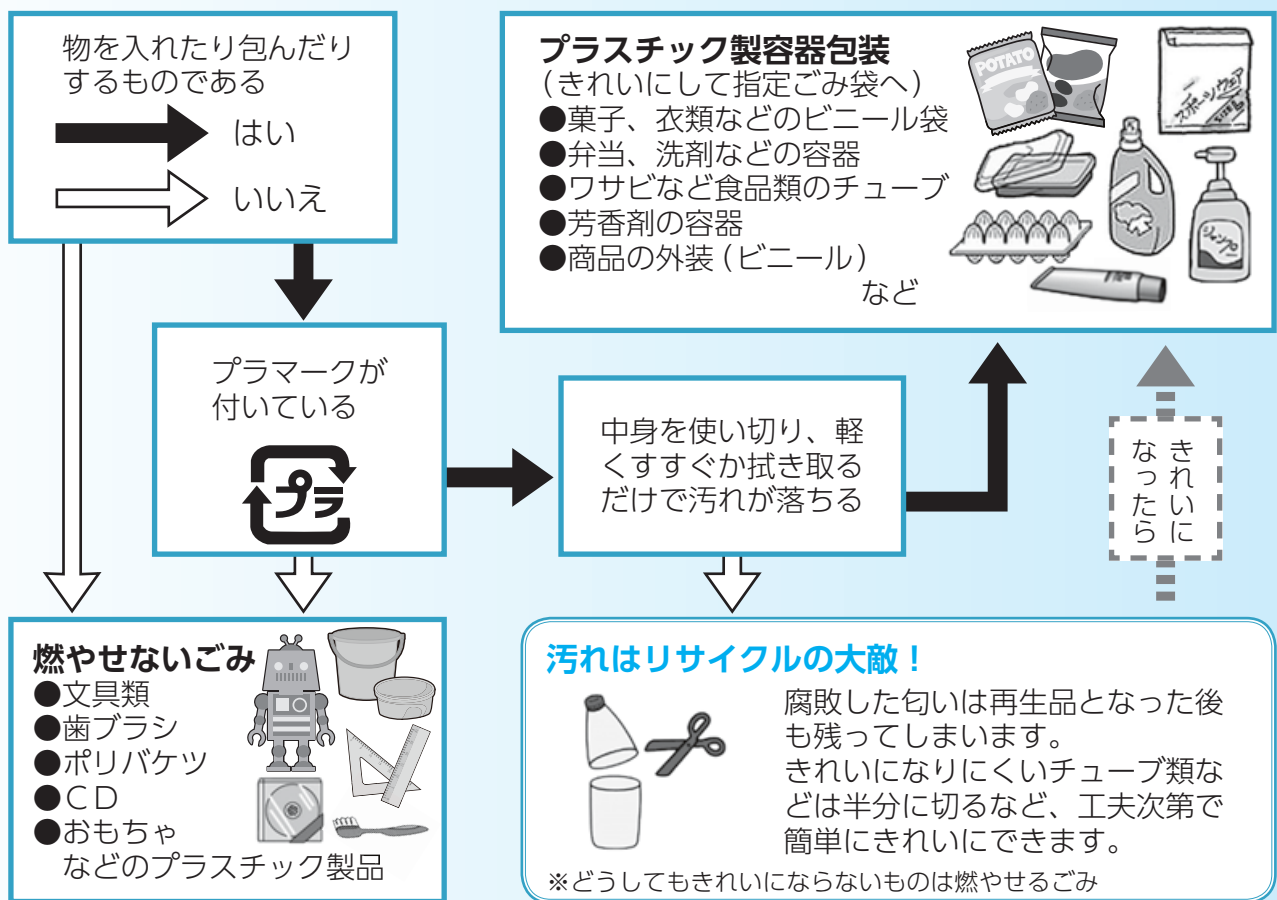 物を入れたり包んだり
するものである
はい
いいえ
プラスチック製容器包装
(きれいにして指定ごみ袋へ)
●菓子、衣類などのビニール袋
●弁当、洗剤などの容器
●ワサビなど食品類のチューブ
●芳香剤の容器
●商品の外装(ビニール)
など
POTATO
スポーツウェア
シャンプー
プラマークが
付いている
プラ
中身を使い切り、軽
くすすぐか拭き取る
だけで汚れが落ちる
きれいに
なったら
燃やせないごみ
●文具類
●歯ブラシ
●ポリバケツ
●CD
●おもちゃ
などのプラスチック製品
汚れはリサイクルの大敵!
腐敗した匂いは再生品となった後
も残ってしまいます。
きれいになりにくいチューブ類な
どは半分に切るなど、工夫次第で
簡単にきれいにできます。
※どうしてもきれいにならないものは燃やせるごみ